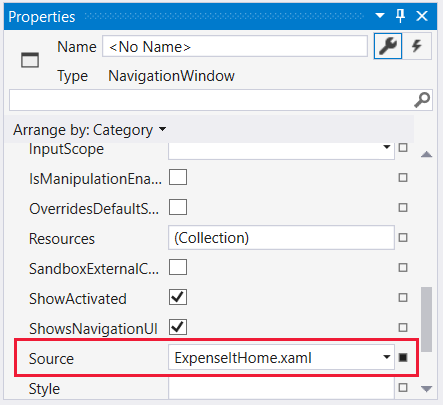 Properties
Name <No Name>
Type NavigationWindow
Arrange by: Category
InputScope
IsManipulationEna...
OverridesDefaultS...
Resources (Collection)
SandboxExternalC...
ShowActivated
ShowsNavigationUI
Source ExpenseItHome.xaml
Style